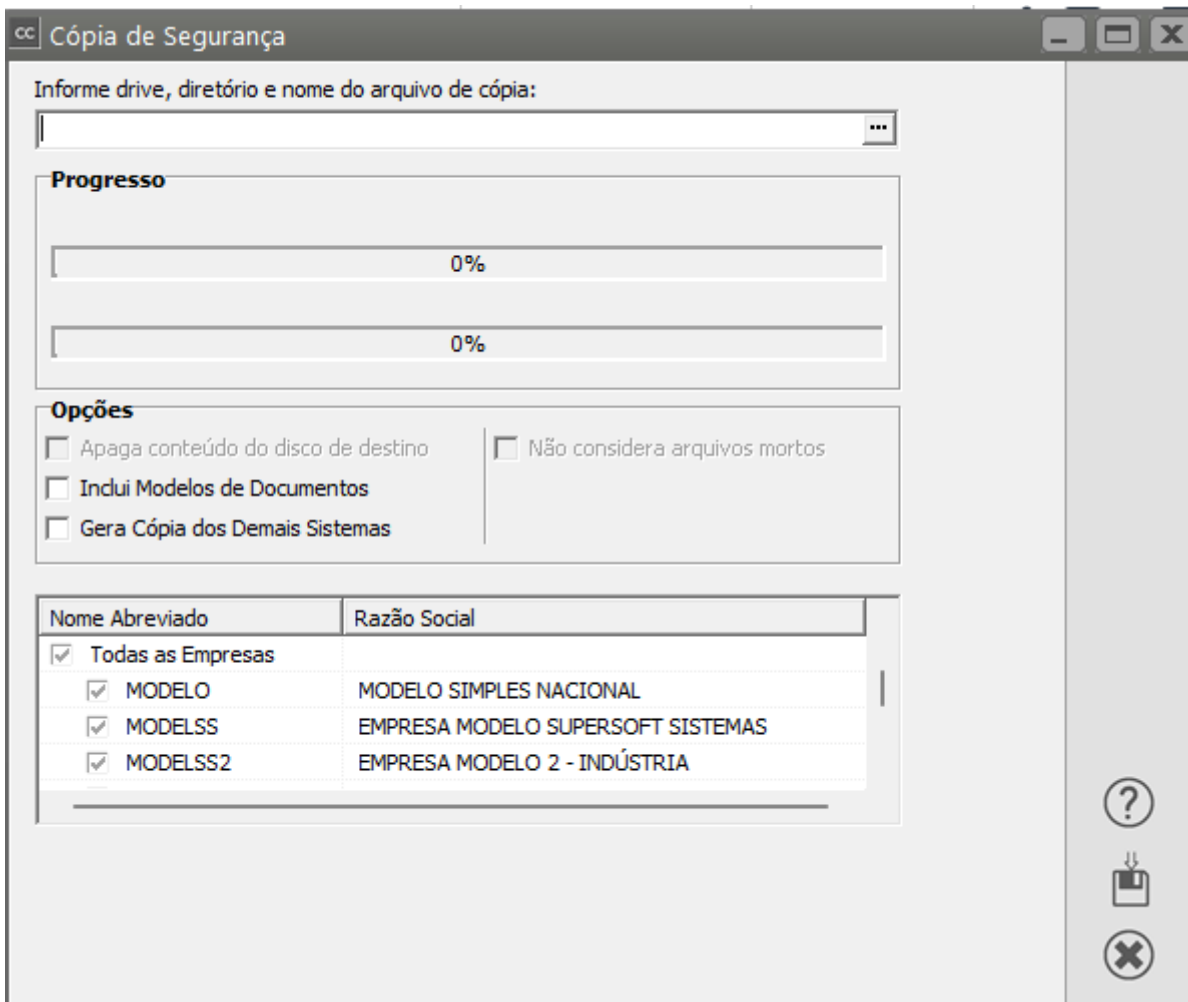 cc Cópia de Segurança
Informe drive, diretório e nome do arquivo de cópia:
...
Progresso
0%
0%
Opções
Apaga conteúdo do disco de destino
Não considera arquivos mortos
Inclui Modelos de Documentos
Gera Cópia dos Demais Sistemas
Nome Abreviado Razão Social
Todas as Empresas
MODELO MODELO SIMPLES NACIONAL
MODELSS EMPRESA MODELO SUPERSOFT SISTEMAS
MODELSS2 EMPRESA MODELO 2 - INDÚSTRIA
?